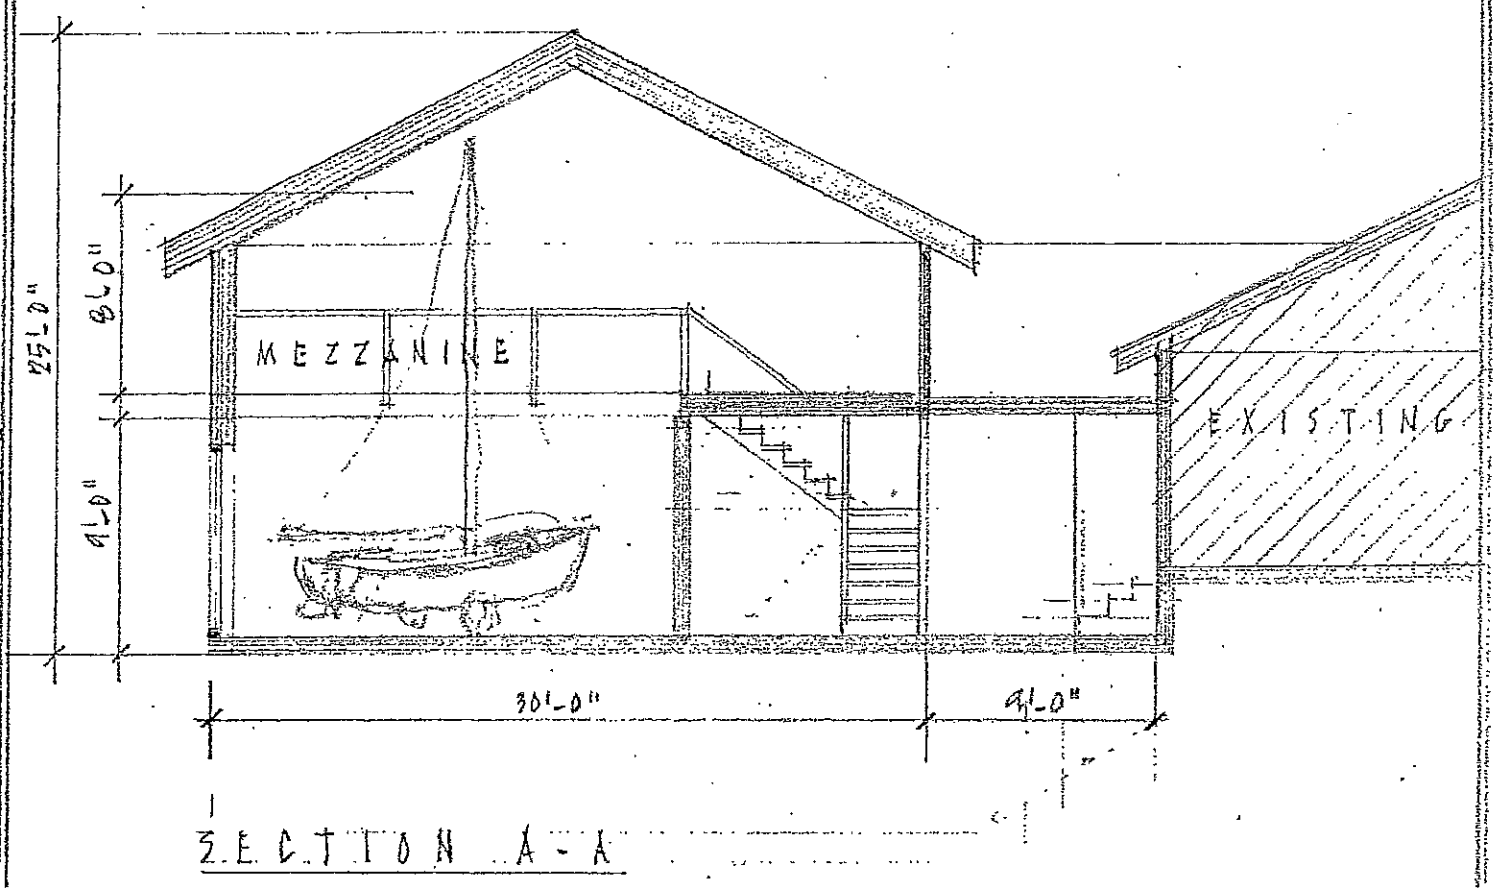 25'-0"
8'-0"
9'-0"
MEZZANINE
EXISTING
30'-0"
9'-0"
SECTION A-A